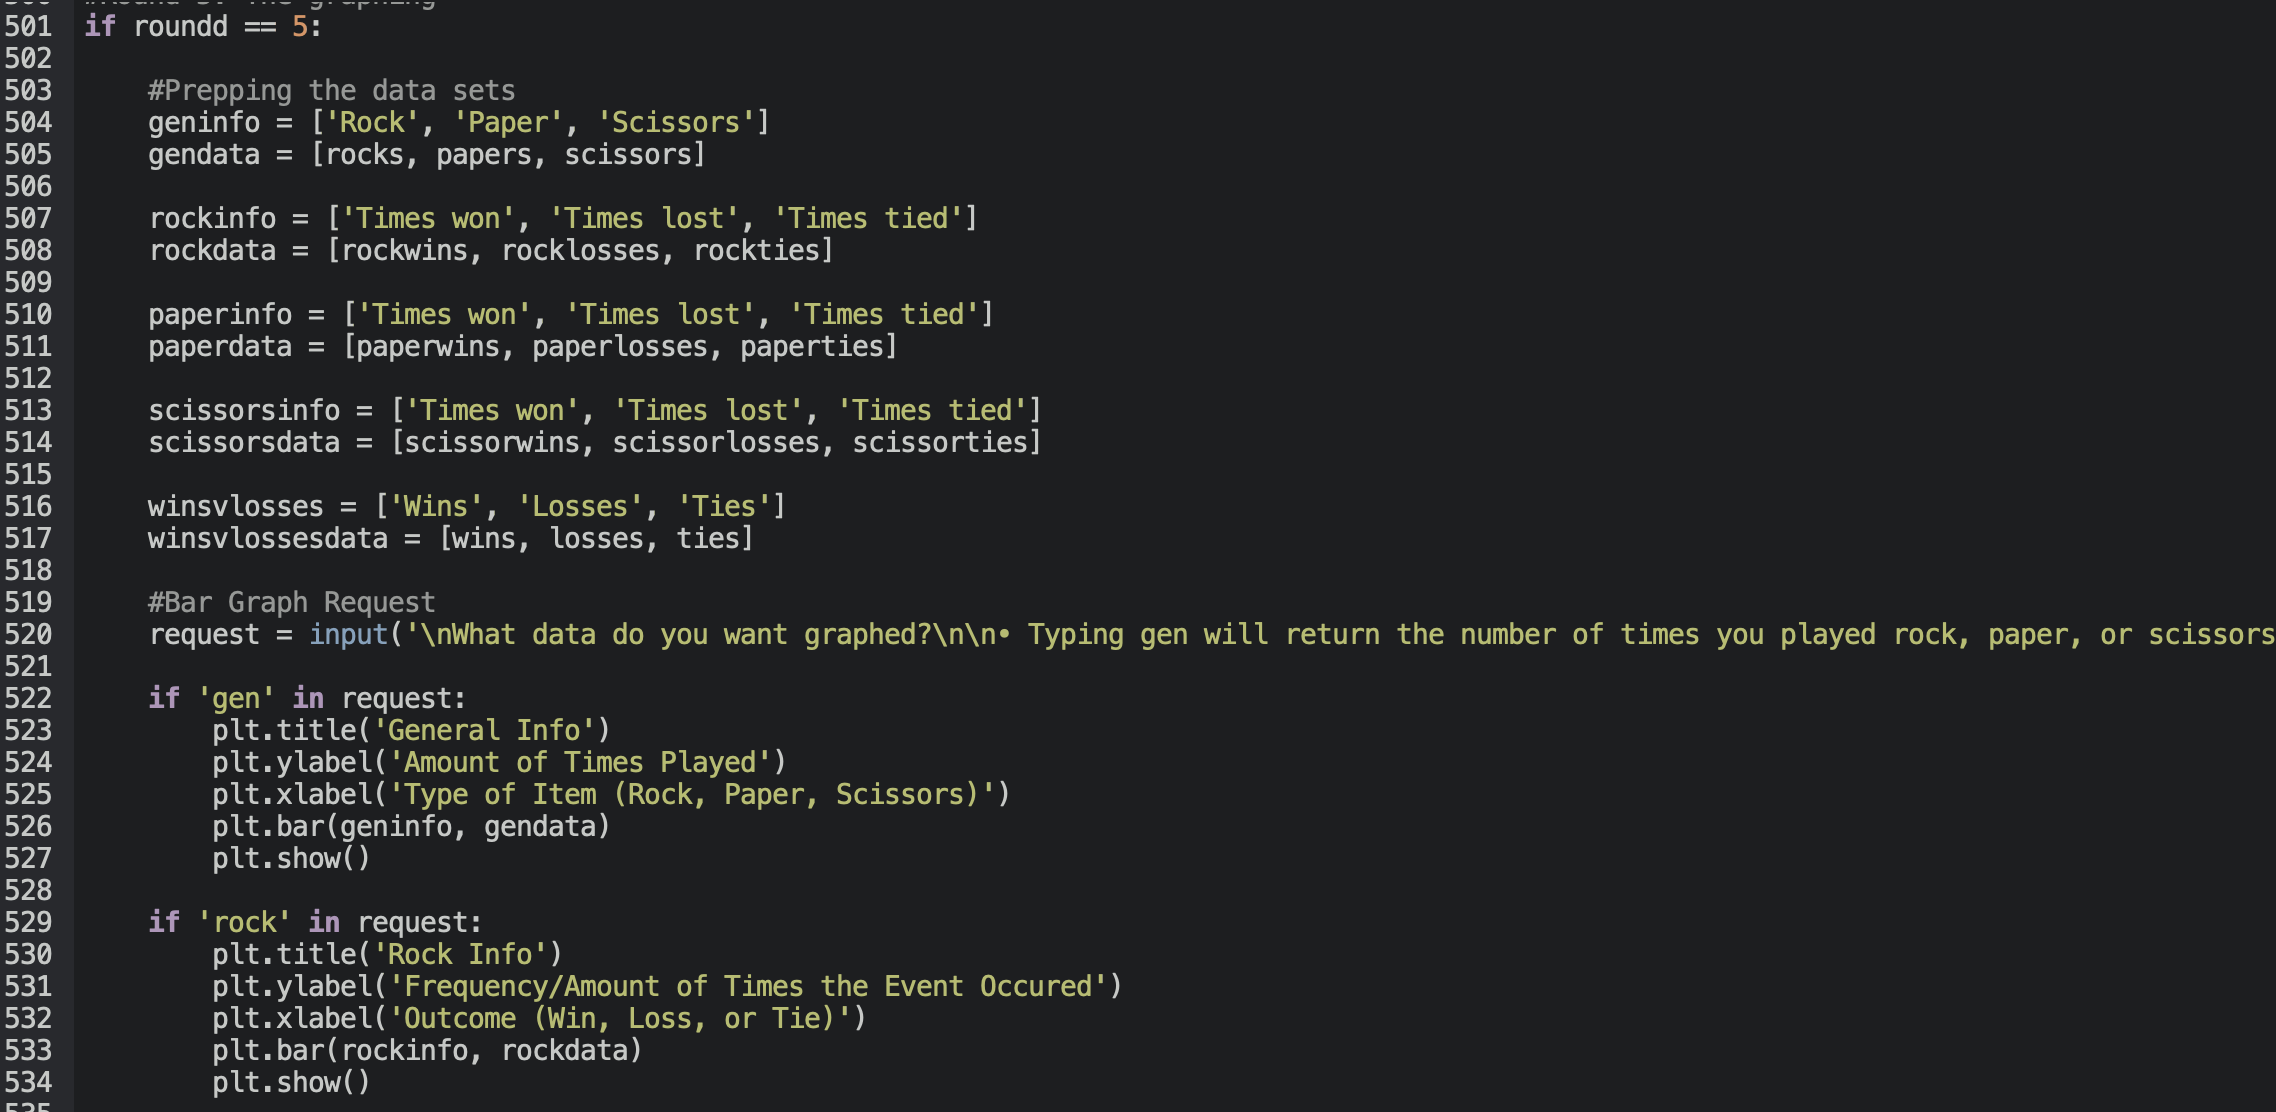 501 if roundd == 5:
502
503     #Prepping the data sets
504     geninfo = ['Rock', 'Paper', 'Scissors']
505     gendata = [rocks, papers, scissors]
506
507     rockinfo = ['Times won', 'Times lost', 'Times tied']
508     rockdata = [rockwins, rocklosses, rockties]
509
510     paperinfo = ['Times won', 'Times lost', 'Times tied']
511     paperdata = [paperwins, paperlosses, paperties]
512
513     scissorsinfo = ['Times won', 'Times lost', 'Times tied']
514     scissorsdata = [scissorwins, scissorlosses, scissorties]
515
516     winsvlosses = ['Wins', 'Losses', 'Ties']
517     winsvlossesdata = [wins, losses, ties]
518
519     #Bar Graph Request
520     request = input('\nWhat data do you want graphed?\n\n• Typing gen will return the number of times you played rock, paper, or scissors
521
522     if 'gen' in request:
523         plt.title('General Info')
524         plt.ylabel('Amount of Times Played')
525         plt.xlabel('Type of Item (Rock, Paper, Scissors)')
526         plt.bar(geninfo, gendata)
527         plt.show()
528
529     if 'rock' in request:
530         plt.title('Rock Info')
531         plt.ylabel('Frequency/Amount of Times the Event Occured')
532         plt.xlabel('Outcome (Win, Loss, or Tie)')
533         plt.bar(rockinfo, rockdata)
534         plt.show()